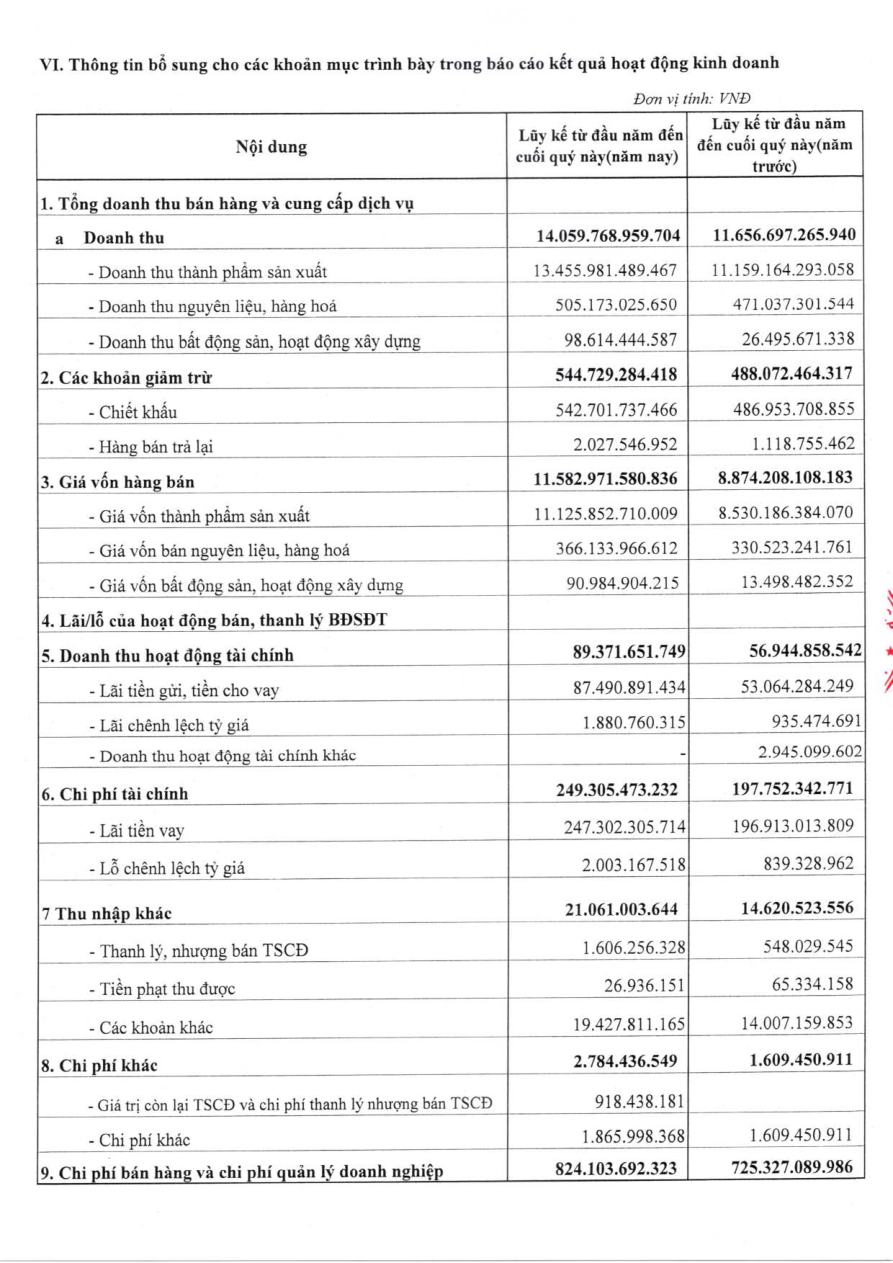 VI. Thông tin bổ sung cho các khoản mục trình bày trong báo cáo kết quả hoạt động kinh doanh
Đơn vị tính: VNĐ
Nội dung
Lũy kế từ đầu năm đến cuối quý này(năm nay)
Lũy kế từ đầu năm đến cuối quý này(năm trước)
1. Tổng doanh thu bán hàng và cung cấp dịch vụ
a Doanh thu 14.059.768.959.704 11.656.697.265.940
- Doanh thu thành phẩm sản xuất 13.455.981.489.467 11.159.164.293.058
- Doanh thu nguyên liệu, hàng hoá 505.173.025.650 471.037.301.544
- Doanh thu bất động sản, hoạt động xây dựng 98.614.444.587 26.495.671.338
2. Các khoản giảm trừ 544.729.284.418 488.072.464.317
- Chiết khấu 542.701.737.466 486.953.708.855
- Hàng bán trả lại 2.027.546.952 1.118.755.462
3. Giá vốn hàng bán 11.582.971.580.836 8.874.208.108.183
- Giá vốn thành phẩm sản xuất 11.125.852.710.009 8.530.186.384.070
- Giá vốn bán nguyên liệu, hàng hoá 366.133.966.612 330.523.241.761
- Giá vốn bất động sản, hoạt động xây dựng 90.984.904.215 13.498.482.352
4. Lãi/lỗ của hoạt động bán, thanh lý BĐSĐT
5. Doanh thu hoạt động tài chính 89.371.651.749 56.944.858.542
- Lãi tiền gửi, tiền cho vay 87.490.891.434 53.064.284.249
- Lãi chênh lệch tỷ giá 1.880.760.315 935.474.691
- Doanh thu hoạt động tài chính khác - 2.945.099.602
6. Chi phí tài chính 249.305.473.232 197.752.342.771
- Lãi tiền vay 247.302.305.714 196.913.013.809
- Lỗ chênh lệch tỷ giá 2.003.167.518 839.328.962
7 Thu nhập khác 21.061.003.644 14.620.523.556
- Thanh lý, nhượng bán TSCĐ 1.606.256.328 548.029.545
- Tiền phạt thu được 26.936.151 65.334.158
- Các khoản khác 19.427.811.165 14.007.159.853
8. Chi phí khác 2.784.436.549 1.609.450.911
- Giá trị còn lại TSCĐ và chi phí thanh lý nhượng bán TSCĐ 918.438.181
- Chi phí khác 1.865.998.368 1.609.450.911
9. Chi phí bán hàng và chi phí quản lý doanh nghiệp 824.103.692.323 725.327.089.986